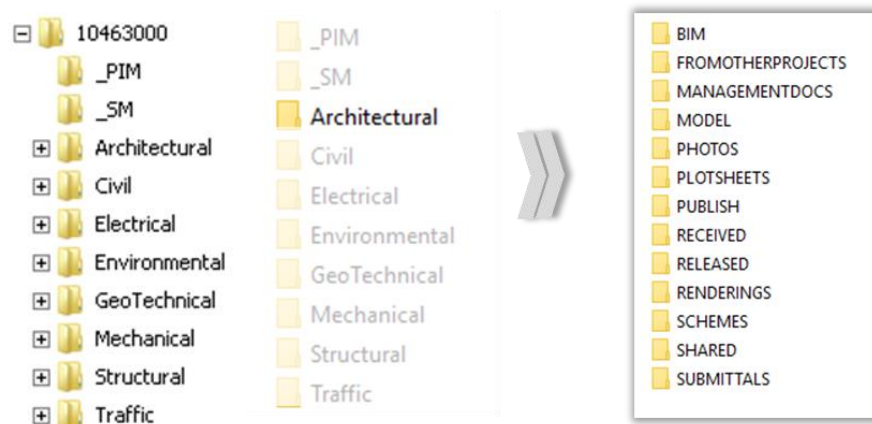 10463000
_PIM
_SM
Architectural
Civil
Electrical
Environmental
GeoTechnical
Mechanical
Structural
Traffic
_PIM
_SM
Architectural
Civil
Electrical
Environmental
GeoTechnical
Mechanical
Structural
Traffic
BIM
FROMOTHERPROJECTS
MANAGEMENTDOCS
MODEL
PHOTOS
PLOTSHEETS
PUBLISH
RECEIVED
RELEASED
RENDERINGS
SCHEMES
SHARED
SUBMITTALS